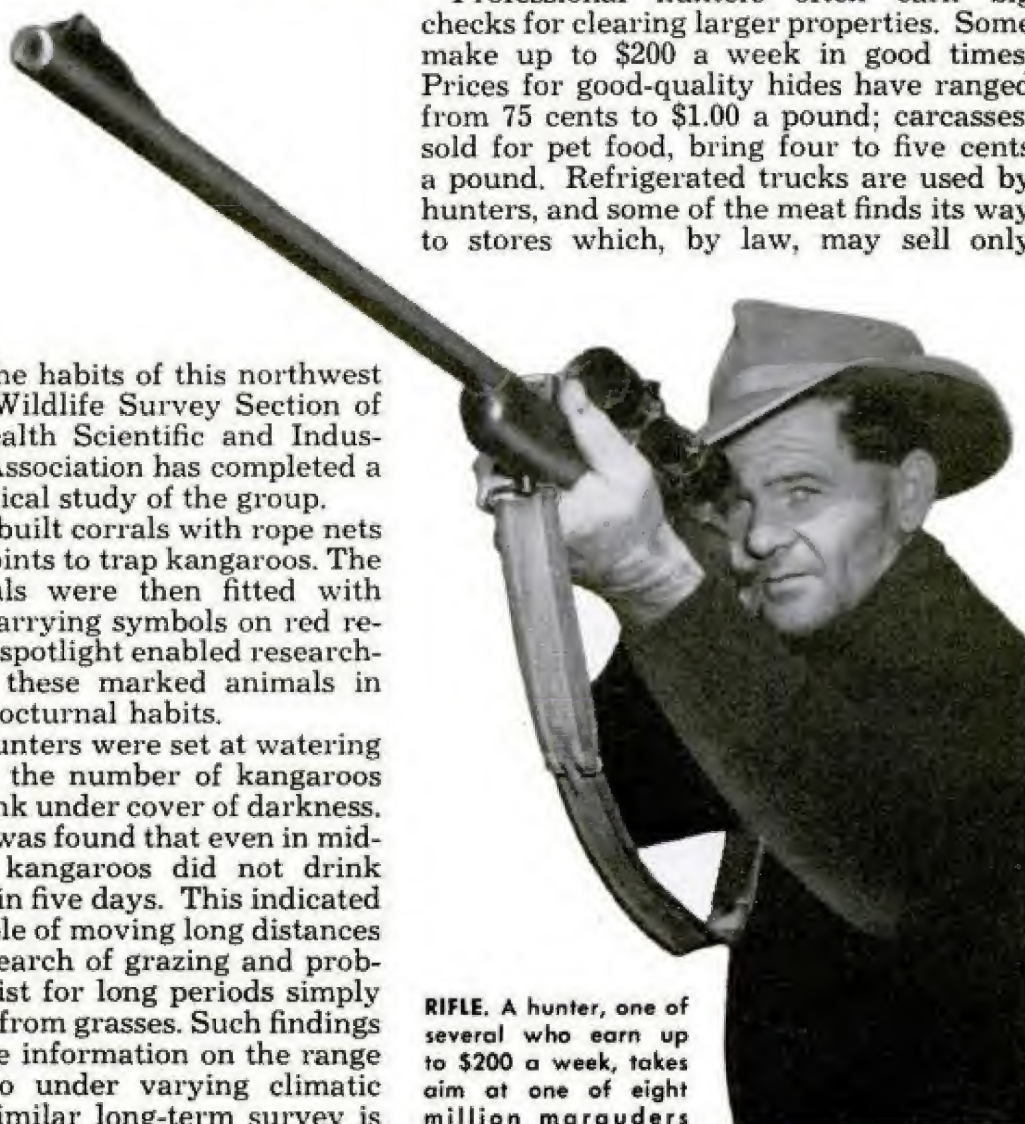 he habits of this northwest
Wildlife Survey Section of
alth Scientific and Indus-
Association has completed a
ical study of the group.
built corrals with rope nets
ints to trap kangaroos. The
ls were then fitted with
arrying symbols on red re-
spotlight enabled research-
these marked animals in
octurnal habits.
unters were set at watering
the number of kangaroos
nk under cover of darkness.
was found that even in mid-
kangaroos did not drink
in five days. This indicated
le of moving long distances
earch of grazing and prob-
ist for long periods simply
from grasses. Such findings
e information on the range
o under varying climatic
imilar long-term survey is
Professional hunters often earn big
checks for clearing larger properties. Some
make up to $200 a week in good times
Prices for good-quality hides have ranged
from 75 cents to $1.00 a pound; carcasses
sold for pet food, bring four to five cents
a pound. Refrigerated trucks are used by
hunters, and some of the meat finds its way
to stores which, by law, may sell only
RIFLE. A hunter, one of
several who earn up
to $200 a week, takes
aim at one of eight
million marauders